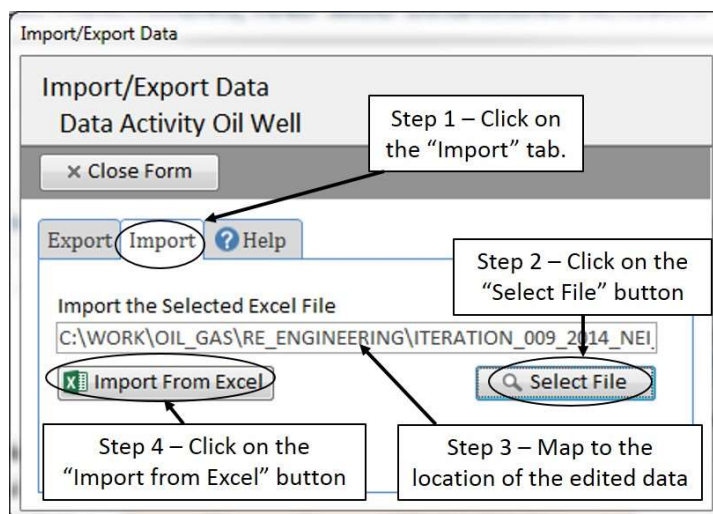 Import/Export Data
Import/Export Data
Data Activity Oil Well
Step 1 – Click on
the “Import” tab.
× Close Form
Export Import ? Help
Step 2 – Click on the
“Select File” button
Import the Selected Excel File
C:\WORK\OIL_GAS\RE_ENGINEERING\ITERATION_009_2014_NEI_
Import From Excel
Select File
Step 4 – Click on the
“Import from Excel” button
Step 3 – Map to the
location of the edited data